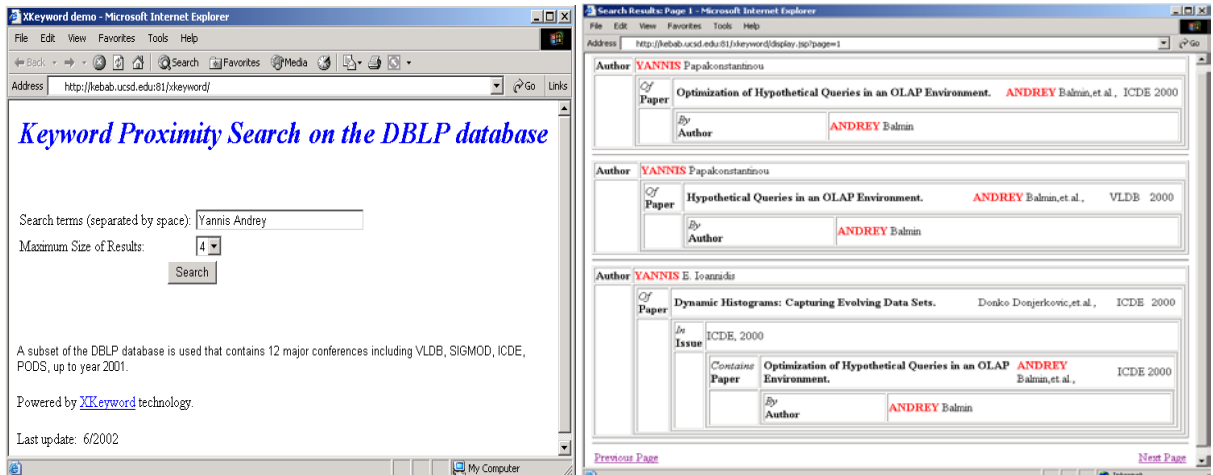 XKeyword demo - Microsoft Internet Explorer
File Edit View Favorites Tools Help
Back Search Favorites Media
Address http://kebab.ucsd.edu:81/xkeyword/ Go Links
Keyword Proximity Search on the DBLP database
Search terms (separated by space): Yannis Andrey
Maximum Size of Results: 4
Search
A subset of the DBLP database is used that contains 12 major conferences including VLDB, SIGMOD, ICDE,
PODS, up to year 2001.
Powered by XKeyword technology.
Last update: 6/2002
My Computer
Search Results: Page 1 - Microsoft Internet Explorer
File Edit View Favorites Tools Help
Address http://kebab.ucsd.edu:81/xkeyword/display.jsp?page=1 Go
Author YANNIS Papakonstantinou
Of Paper Optimization of Hypothetical Queries in an OLAP Environment. ANDREY Balmin,et.al., ICDE 2000
By Author ANDREY Balmin
Author YANNIS Papakonstantinou
Of Paper Hypothetical Queries in an OLAP Environment. ANDREY Balmin,et.al., VLDB 2000
By Author ANDREY Balmin
Author YANNIS E. Ioannidis
Of Paper Dynamic Histograms: Capturing Evolving Data Sets. Donko Donjerkovic,et.al., ICDE 2000
In Issue ICDE, 2000
Contains Paper Optimization of Hypothetical Queries in an OLAP Environment. ANDREY Balmin,et.al., ICDE 2000
By Author ANDREY Balmin
Previous Page Next Page
Internet